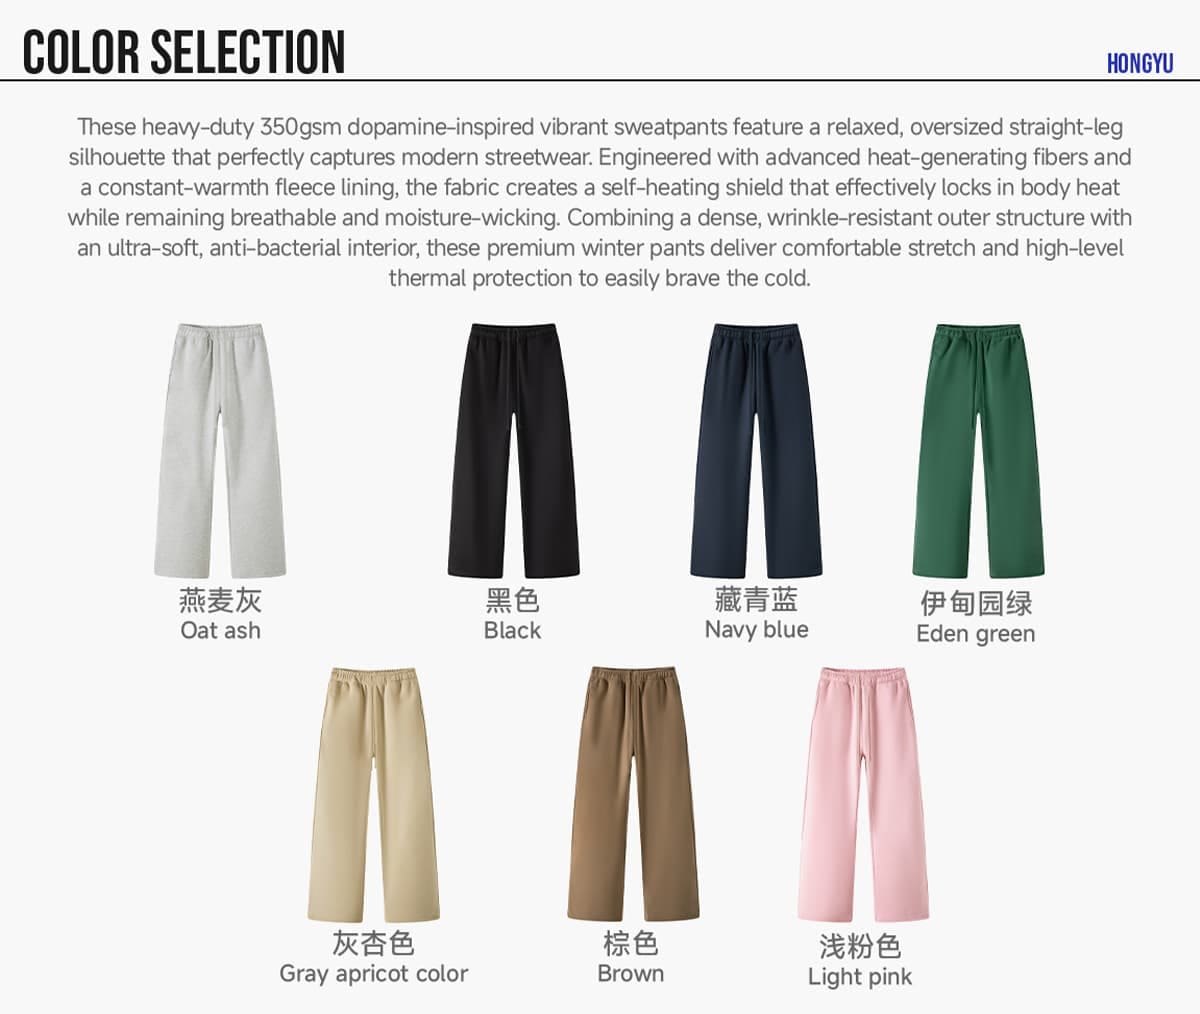 COLOR SELECTION
HONGYU
These heavy-duty 350gsm dopamine-inspired vibrant sweatpants feature a relaxed, oversized straight-leg
silhouette that perfectly captures modern streetwear. Engineered with advanced heat-generating fibers and
a constant-warmth fleece lining, the fabric creates a self-heating shield that effectively locks in body heat
while remaining breathable and moisture-wicking. Combining a dense, wrinkle-resistant outer structure with
an ultra-soft, anti-bacterial interior, these premium winter pants deliver comfortable stretch and high-level
thermal protection to easily brave the cold.
燕麦灰
Oat ash
黑色
Black
藏青蓝
Navy blue
伊甸园绿
Eden green
灰杏色
Gray apricot color
棕色
Brown
浅粉色
Light pink